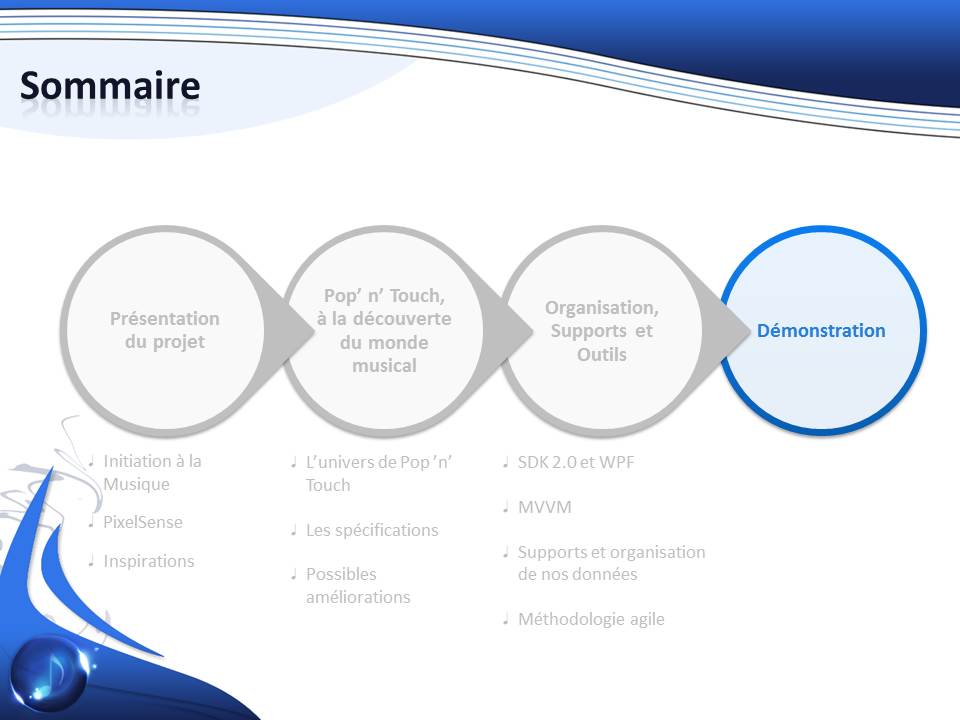 Sommaire
Présentation
du projet
Pop’ n’ Touch,
à la découverte
du monde
musical
Organisation,
Supports et
Outils
Démonstration
Initiation à la
Musique
PixelSense
Inspirations
L’univers de Pop ’n’
Touch
Les spécifications
Possibles
améliorations
SDK 2.0 et WPF
MVVM
Supports et organisation
de nos données
Méthodologie agile